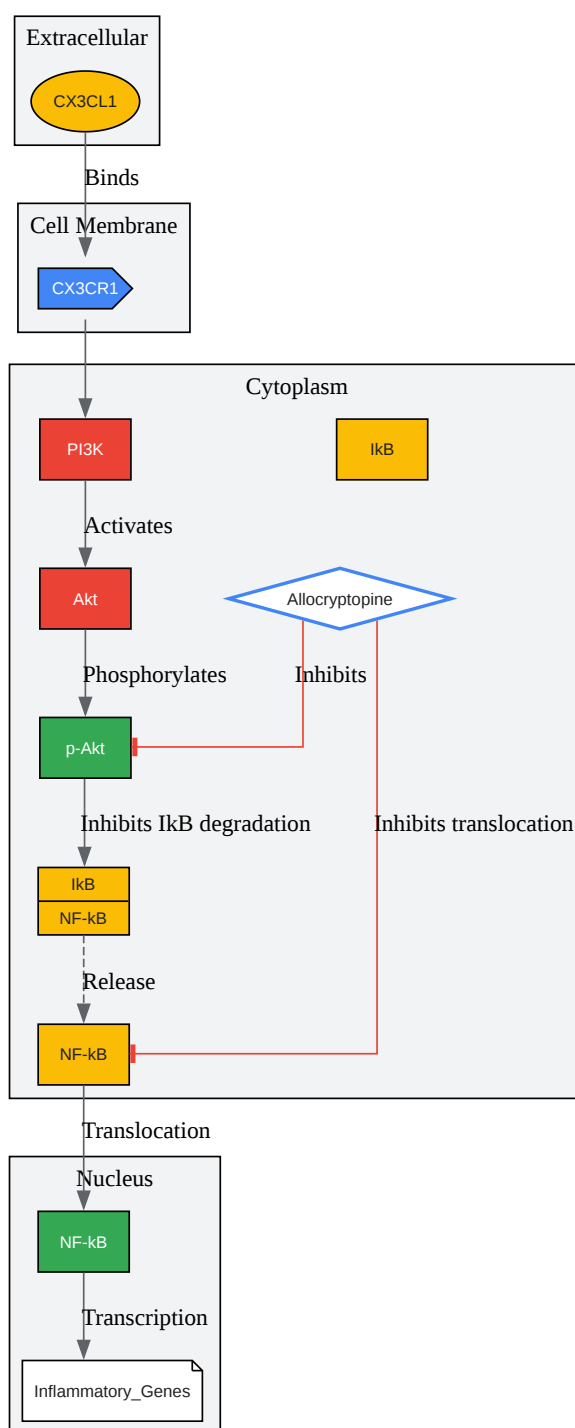 Extracellular
CX3CL1
Binds
Cell Membrane
CX3CR1
Cytoplasm
PI3K
IkB
Activates
Akt
Allocryptopine
Phosphorylates
Inhibits
p-Akt
Inhibits IkB degradation
Inhibits translocation
IkB
NF-kB
Release
NF-kB
Translocation
Nucleus
NF-kB
Transcription
Inflammatory_Genes